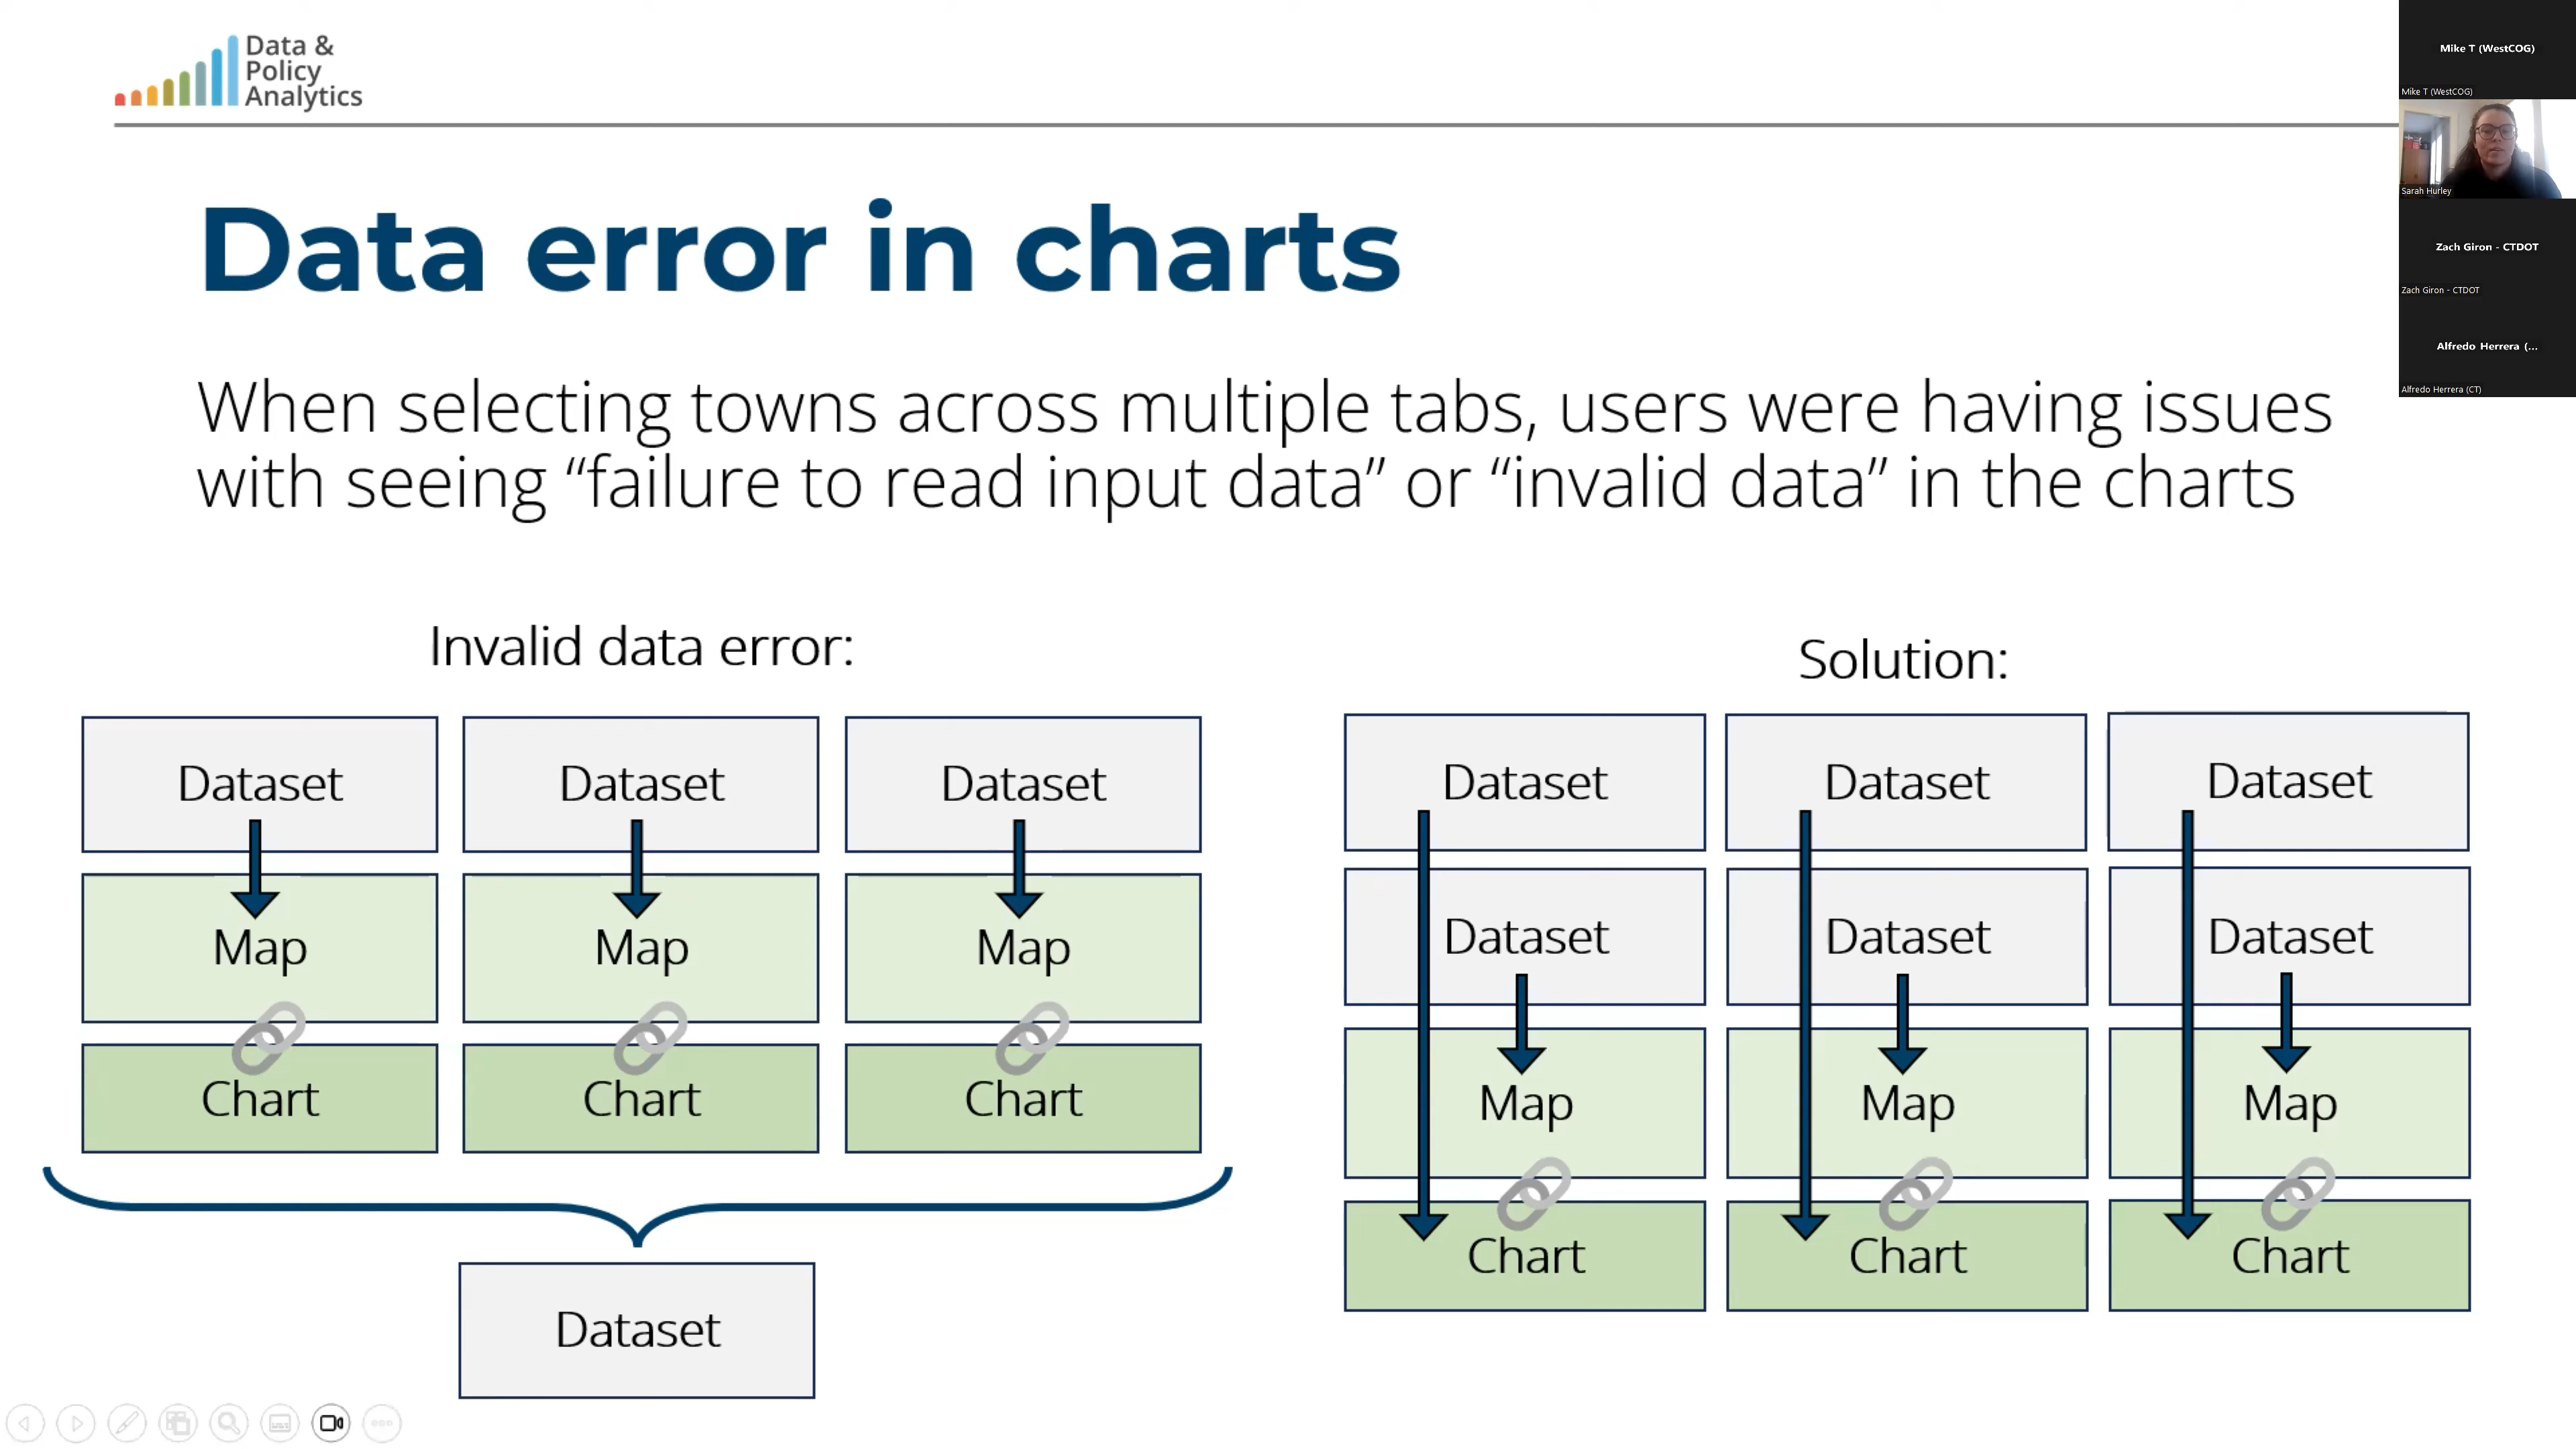 Data &
Policy
Analytics
Mike T (WestCOG)
Mike T (WestCOG)
Sarah Hurley
Zach Giron - CTDOT
Zach Giron - CTDOT
Alfredo Herrera (...
Alfredo Herrera (CT)
Data error in charts
When selecting towns across multiple tabs, users were having issues
with seeing “failure to read input data” or “invalid data” in the charts
Invalid data error:
Dataset Dataset Dataset
Map Map Map
Chart Chart Chart
Dataset
Solution:
Dataset Dataset Dataset
Dataset Dataset Dataset
Map Map Map
Chart Chart Chart